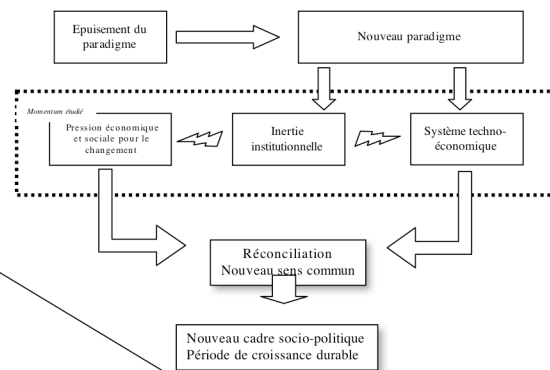 Epuisement du
paradigme
Nouveau paradigme
Momentum étudié
Pression économique
et sociale pour le
changement
Inertie
institutionnelle
Système techno-
économique
Réconciliation
Nouveau sens commun
Nouveau cadre socio-politique
Période de croissance durable